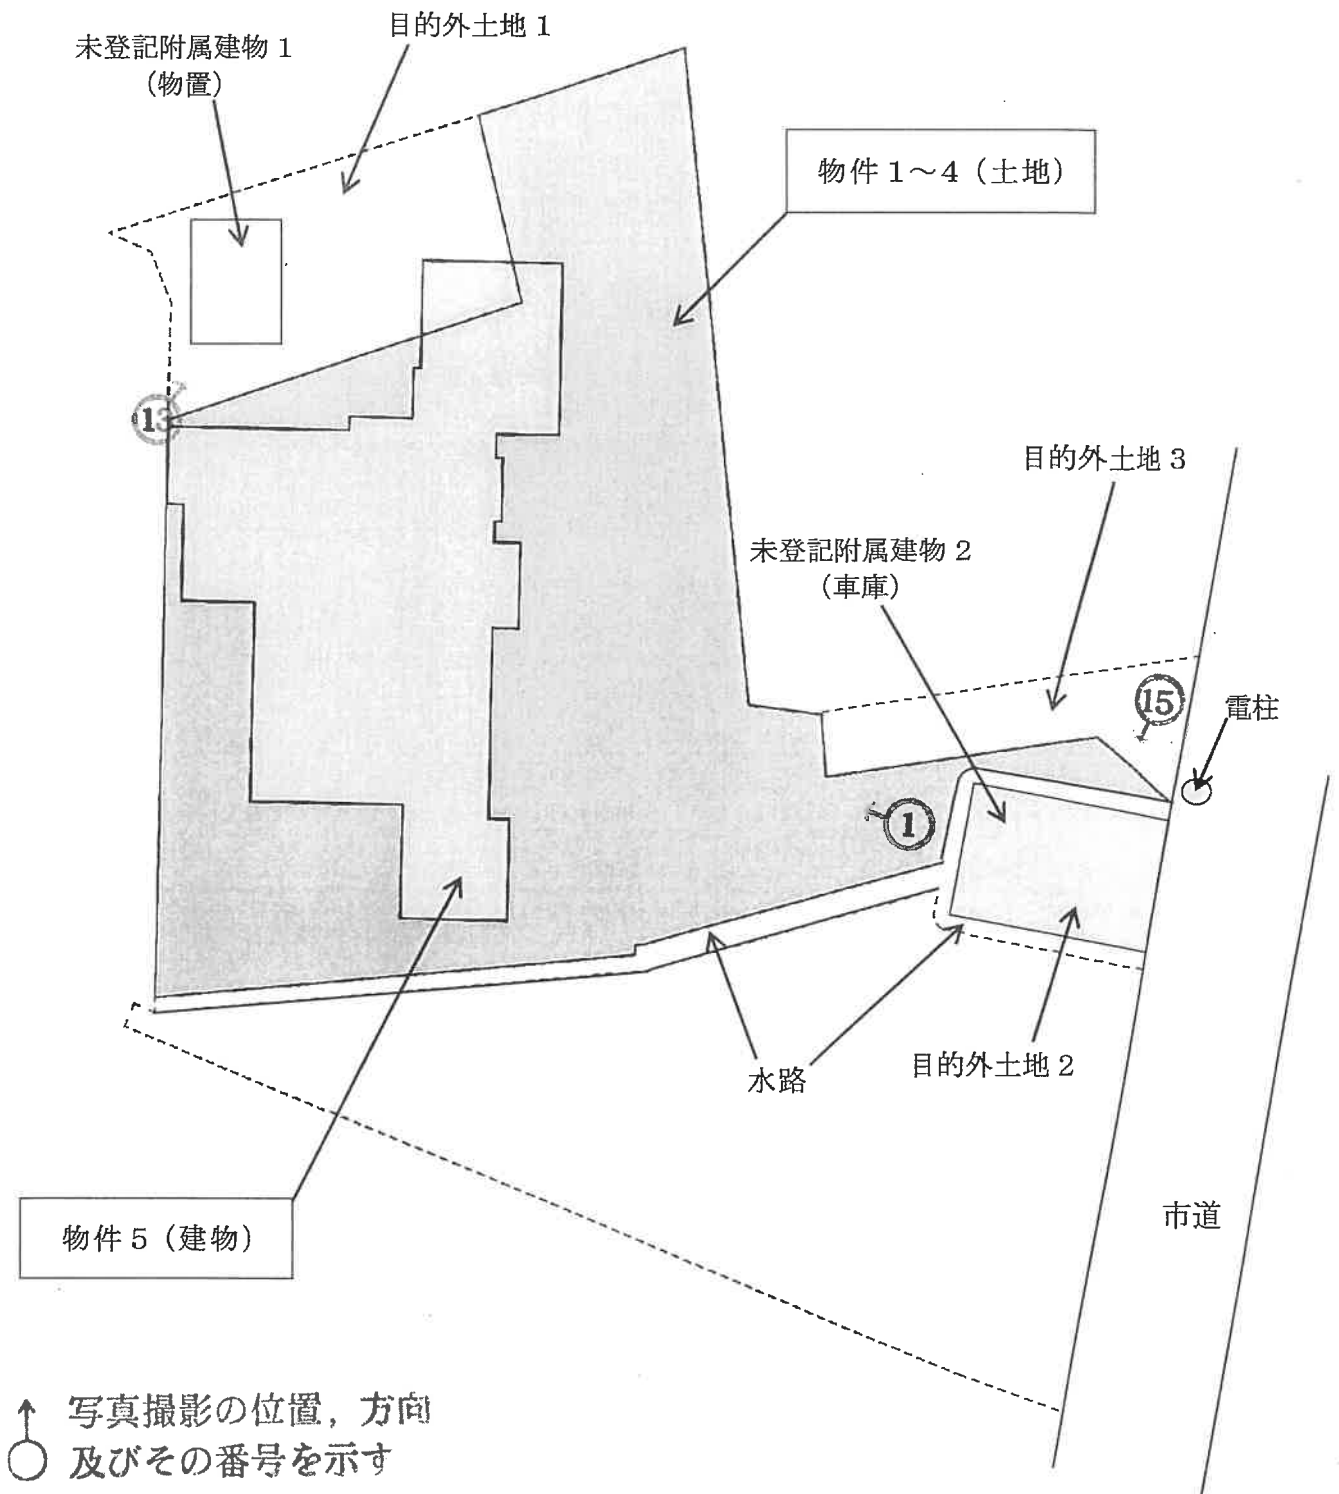 目的外土地 1
未登記附属建物 1
（物置）
物件 1～4（土地）
13
目的外土地 3
未登記附属建物 2
（車庫）
15
電柱
1
水路
目的外土地 2
物件 5（建物）
市道
写真撮影の位置，方向
及びその番号を示す